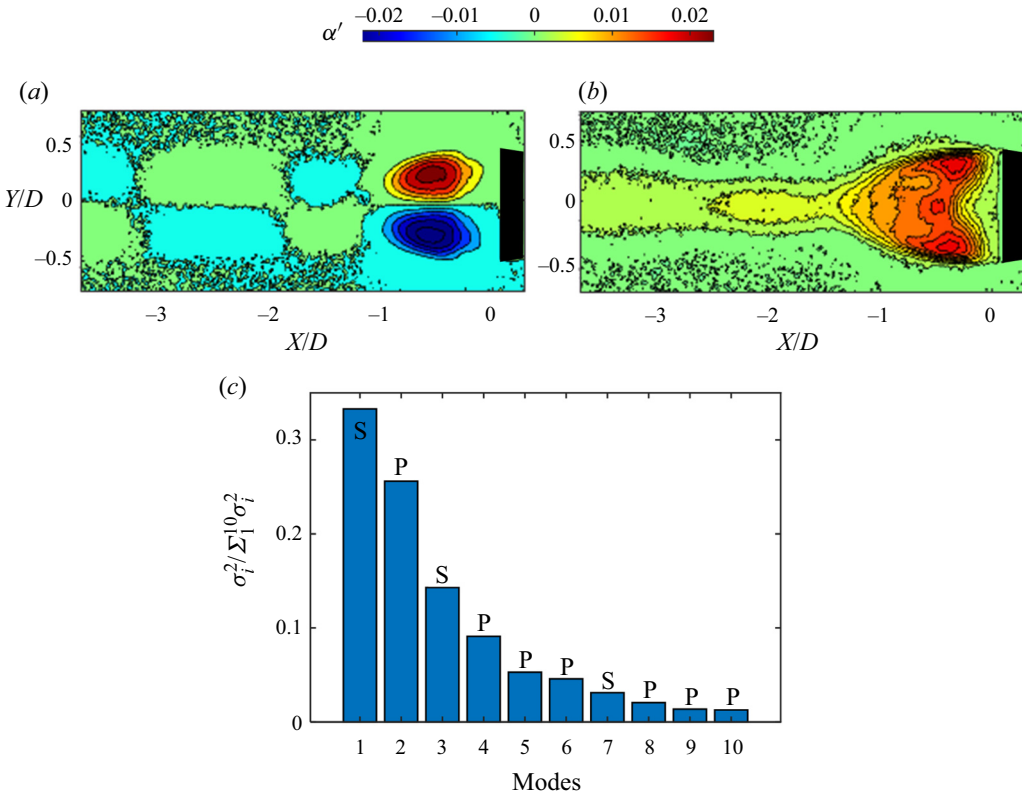 α′ −0.02 −0.01 0 0.01 0.02
(a) (b)
0.5 0.5
Y/D 0 0
−0.5 −0.5
−3 −2 −1 0 −3 −2 −1 0
X/D X/D
(c)
0.3
0.2
0.1
0
σ_i^2/Σ_1^10 σ_i^2
S P S P P P S P P P
1 2 3 4 5 6 7 8 9 10
Modes